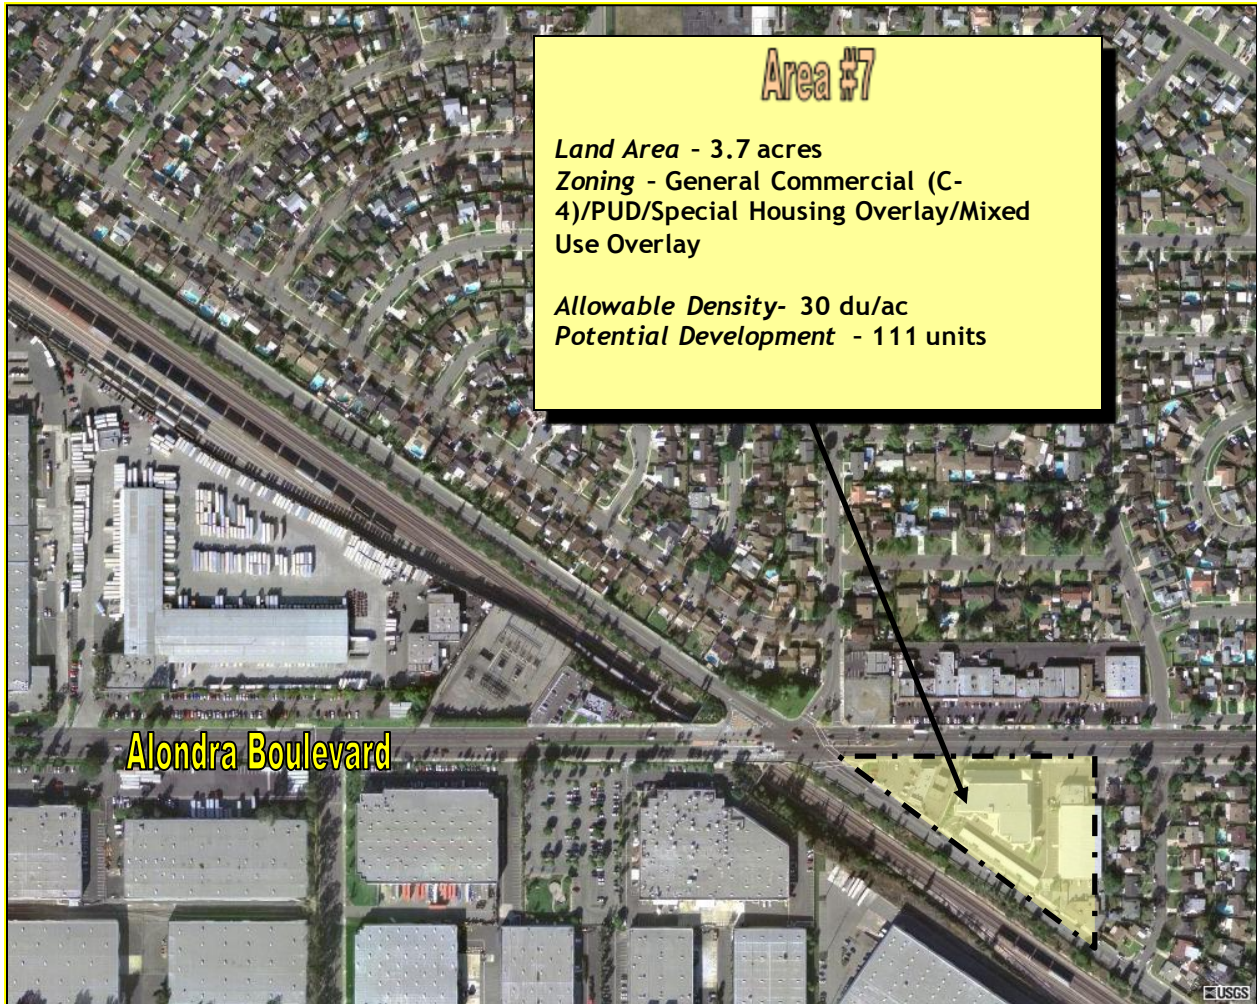 Area #7
Land Area – 3.7 acres
Zoning – General Commercial (C-
4)/PUD/Special Housing Overlay/Mixed
Use Overlay
Allowable Density- 30 du/ac
Potential Development – 111 units
Alondra Boulevard
USGS